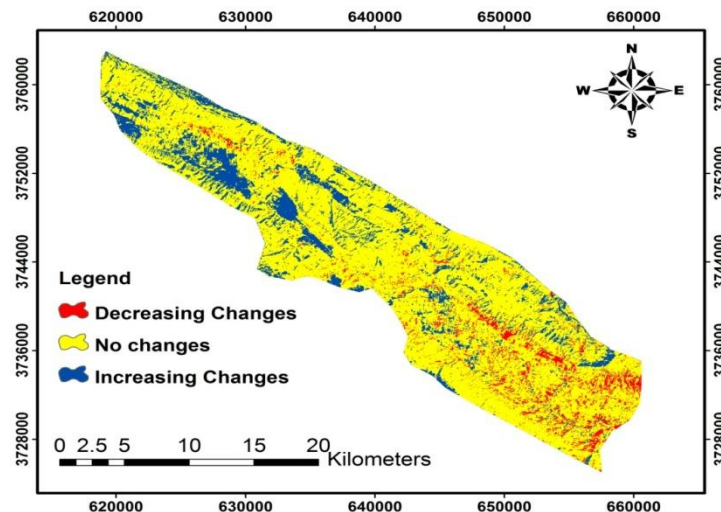 620000 630000 640000 650000 660000
3760000 3760000
N
W E
S
3752000 3752000
3744000 3744000
Legend
Decreasing Changes
No changes
Increasing Changes
3736000 3736000
3728000 3728000
0 2.5 5 10 15 20
Kilometers
620000 630000 640000 650000 660000